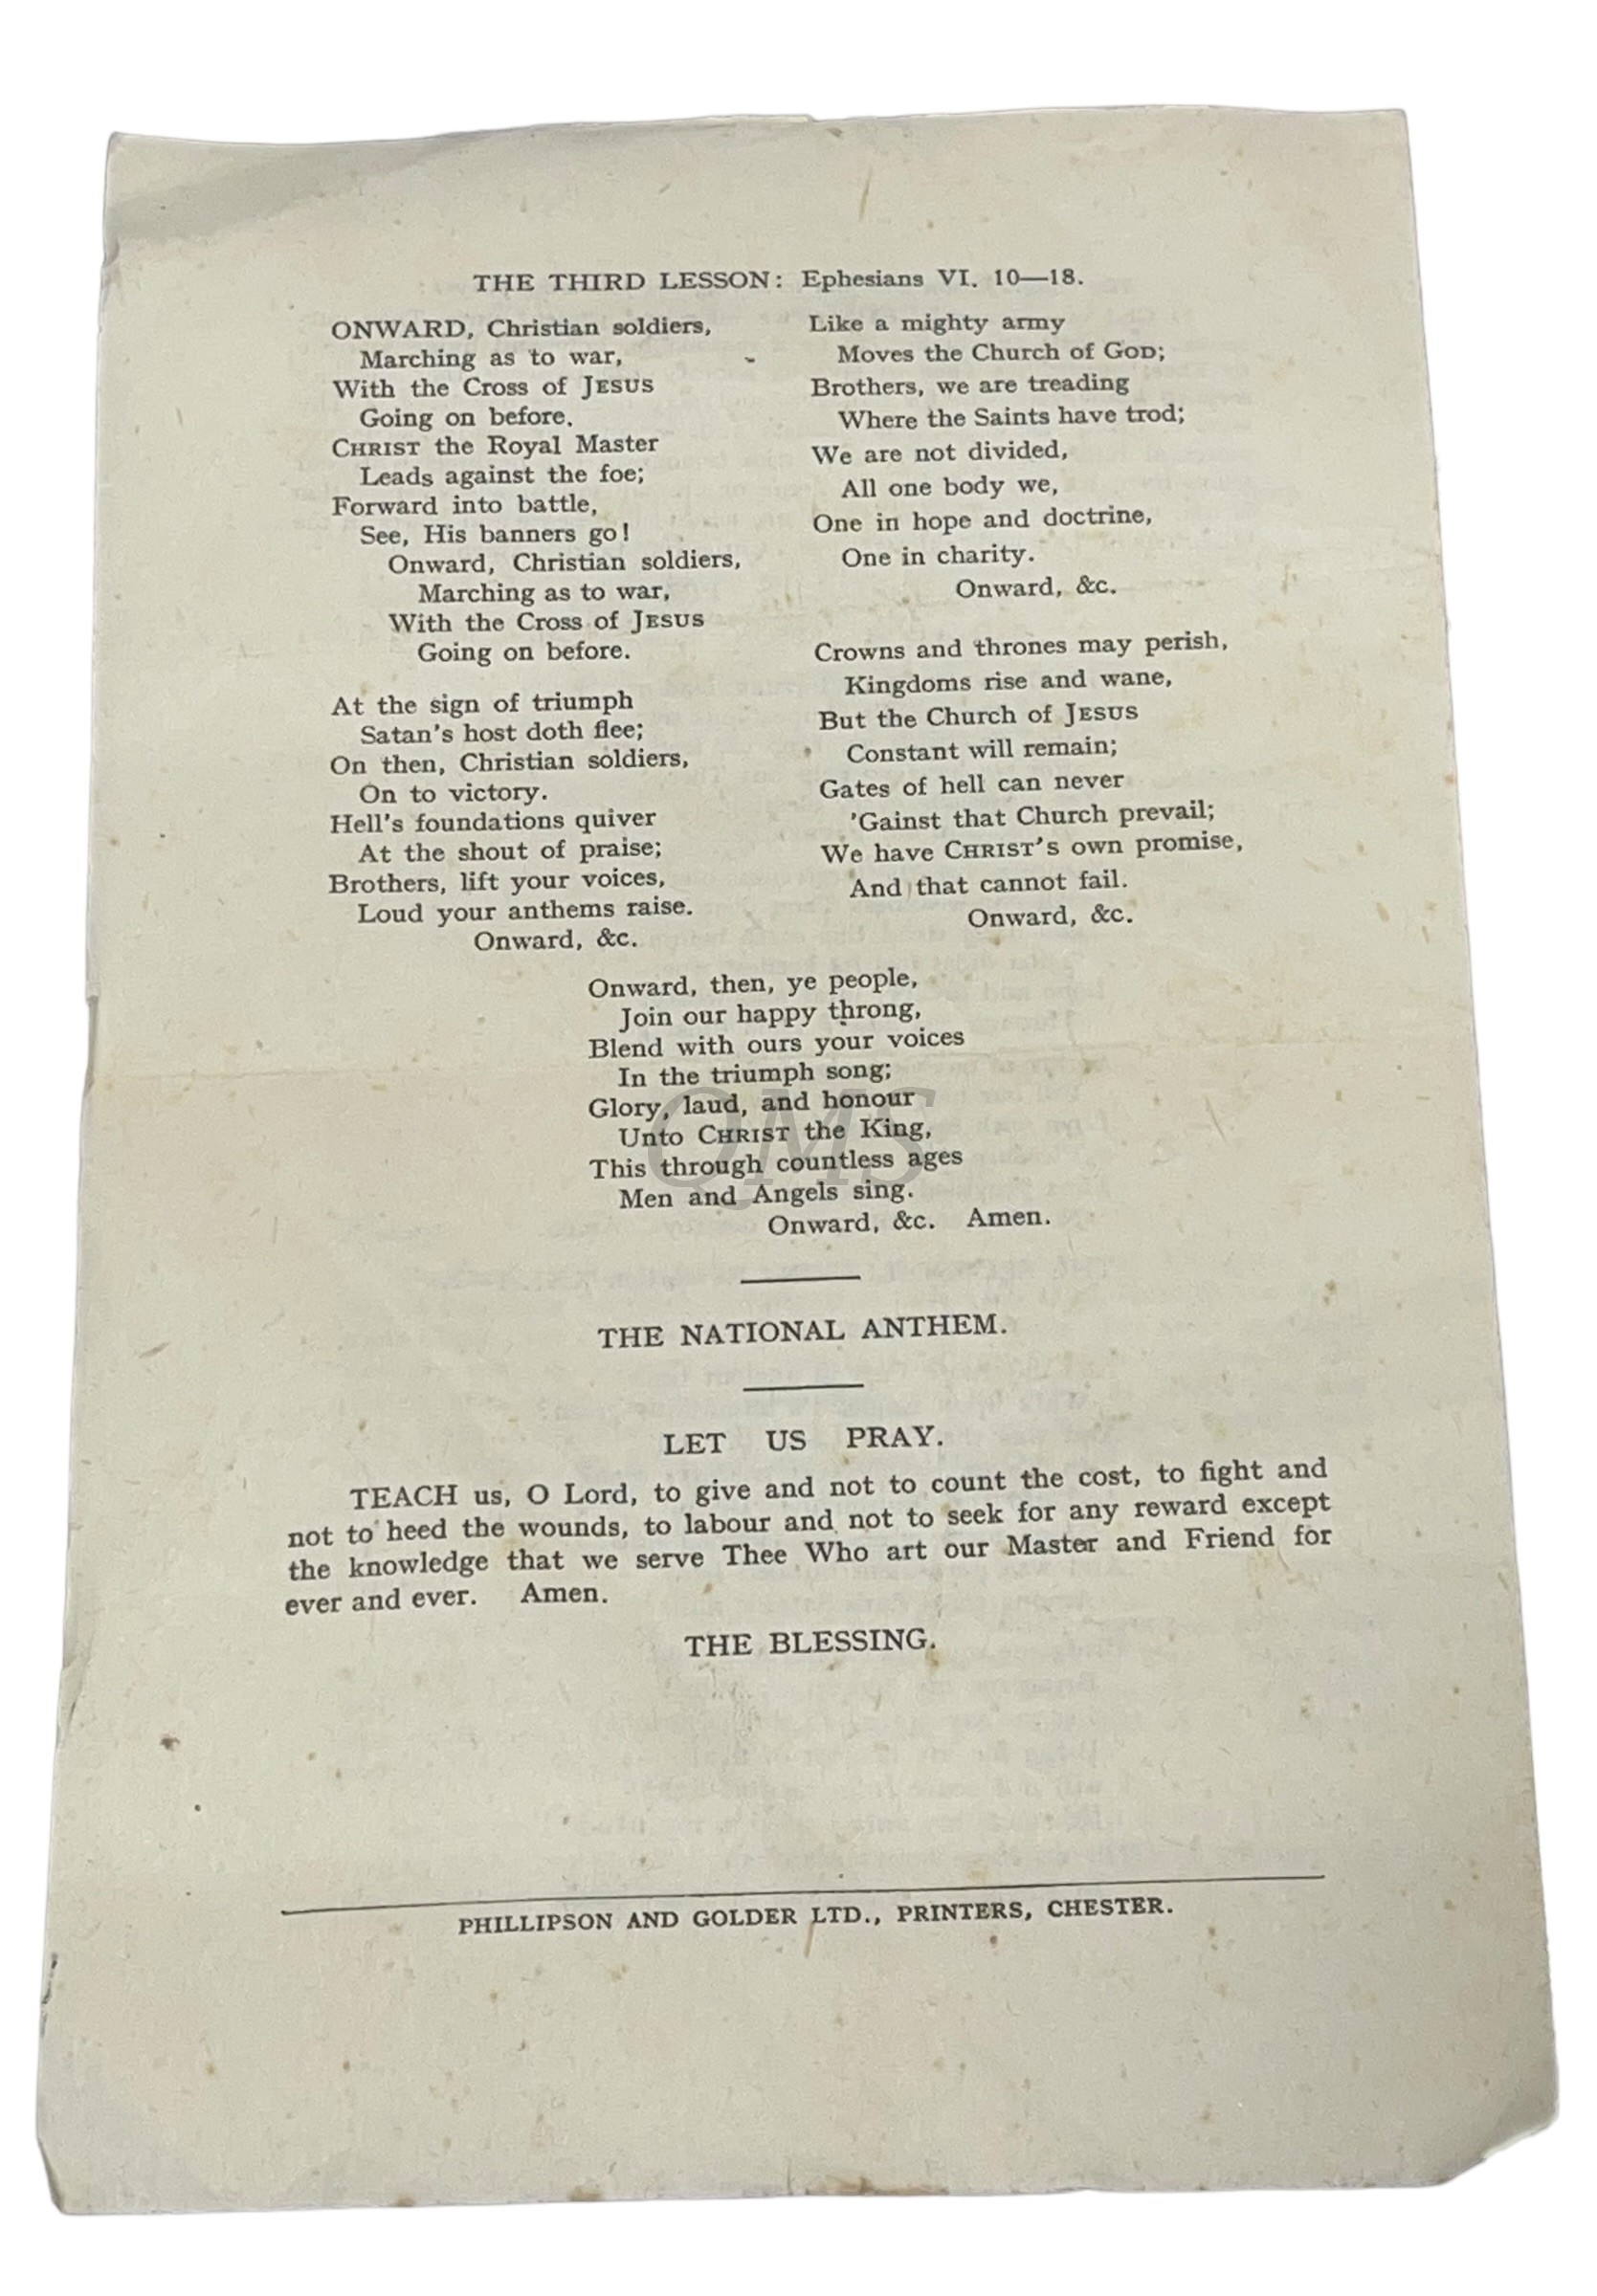 THE THIRD LESSON: Ephesians VI. 10—18.
ONWARD, Christian soldiers,
Marching as to war,
With the Cross of JESUS
Going on before.
CHRIST the Royal Master
Leads against the foe;
Forward into battle,
See, His banners go!
Onward, Christian soldiers,
Marching as to war,
With the Cross of JESUS
Going on before.
At the sign of triumph
Satan's host doth flee;
On then, Christian soldiers,
On to victory.
Hell's foundations quiver
At the shout of praise;
Brothers, lift your voices,
Loud your anthems raise.
Onward, &c.
Like a mighty army
Moves the Church of GOD;
Brothers, we are treading
Where the Saints have trod;
We are not divided,
All one body we,
One in hope and doctrine,
One in charity.
Onward, &c.
Crowns and thrones may perish,
Kingdoms rise and wane,
But the Church of JESUS
Constant will remain;
Gates of hell can never
'Gainst that Church prevail;
We have CHRIST'S own promise,
And that cannot fail.
Onward, &c.
Onward, then, ye people,
Join our happy throng,
Blend with ours your voices
In the triumph song;
Glory, laud, and honour
Unto CHRIST the King,
This through countless ages
Men and Angels sing.
Onward, &c. Amen.
QMS
THE NATIONAL ANTHEM.
LET US PRAY.
TEACH us, O Lord, to give and not to count the cost, to fight and
not to heed the wounds, to labour and not to seek for any reward except
the knowledge that we serve Thee Who art our Master and Friend for
ever and ever. Amen.
THE BLESSING.
PHILLIPSON AND GOLDER LTD., PRINTERS, CHESTER.